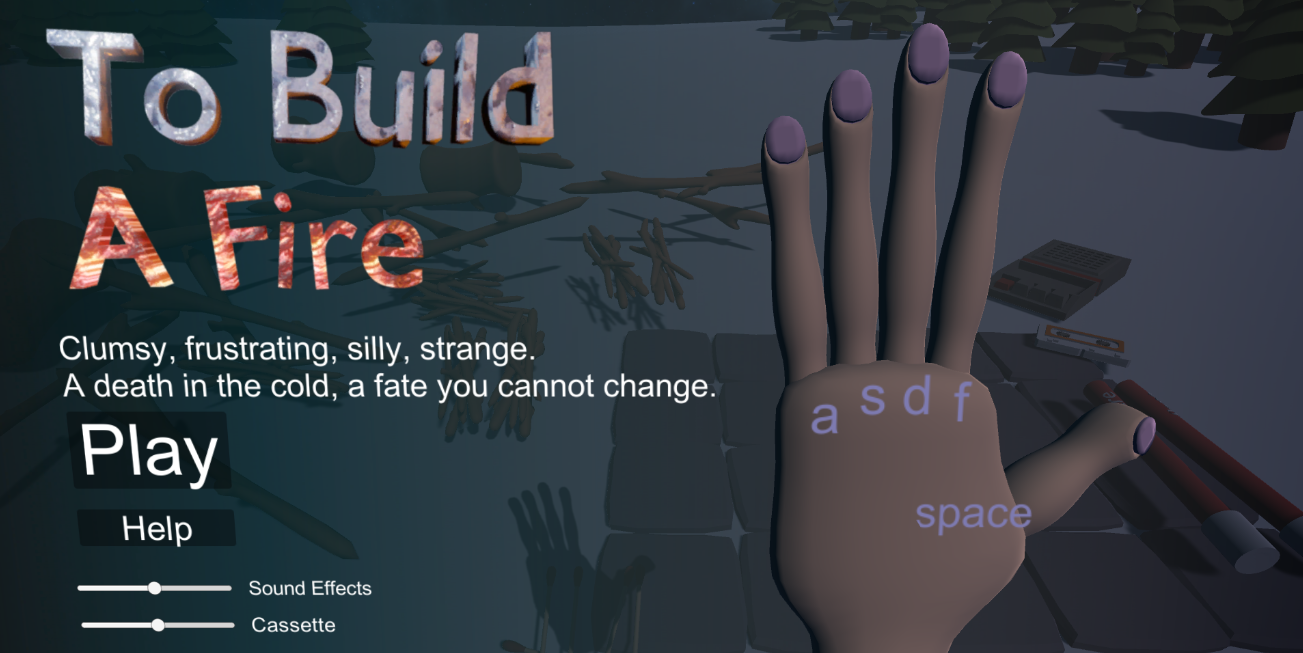 To Build
A Fire
Clumsy, frustrating, silly, strange.
A death in the cold, a fate you cannot change.
Play
Help
Sound Effects
Cassette
a s d f
space